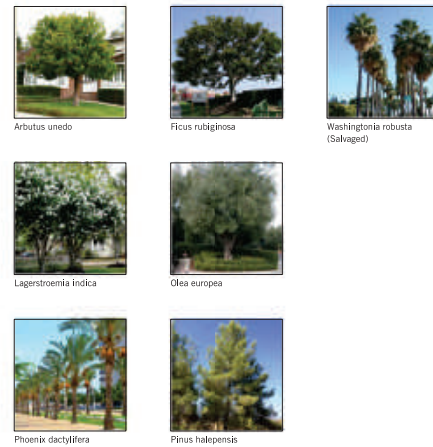 Arbutus unedo
Ficus rubiginosa
Washingtonia robusta
(Salvaged)
Lagerstroemia indica
Olea europea
Phoenix dactylifera
Pinus halepensis